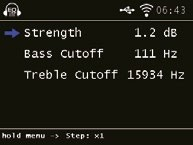 06:43
Strength 1.2 dB
Bass Cutoff 111 Hz
Treble Cutoff 15934 Hz
hold menu -> Step: x1